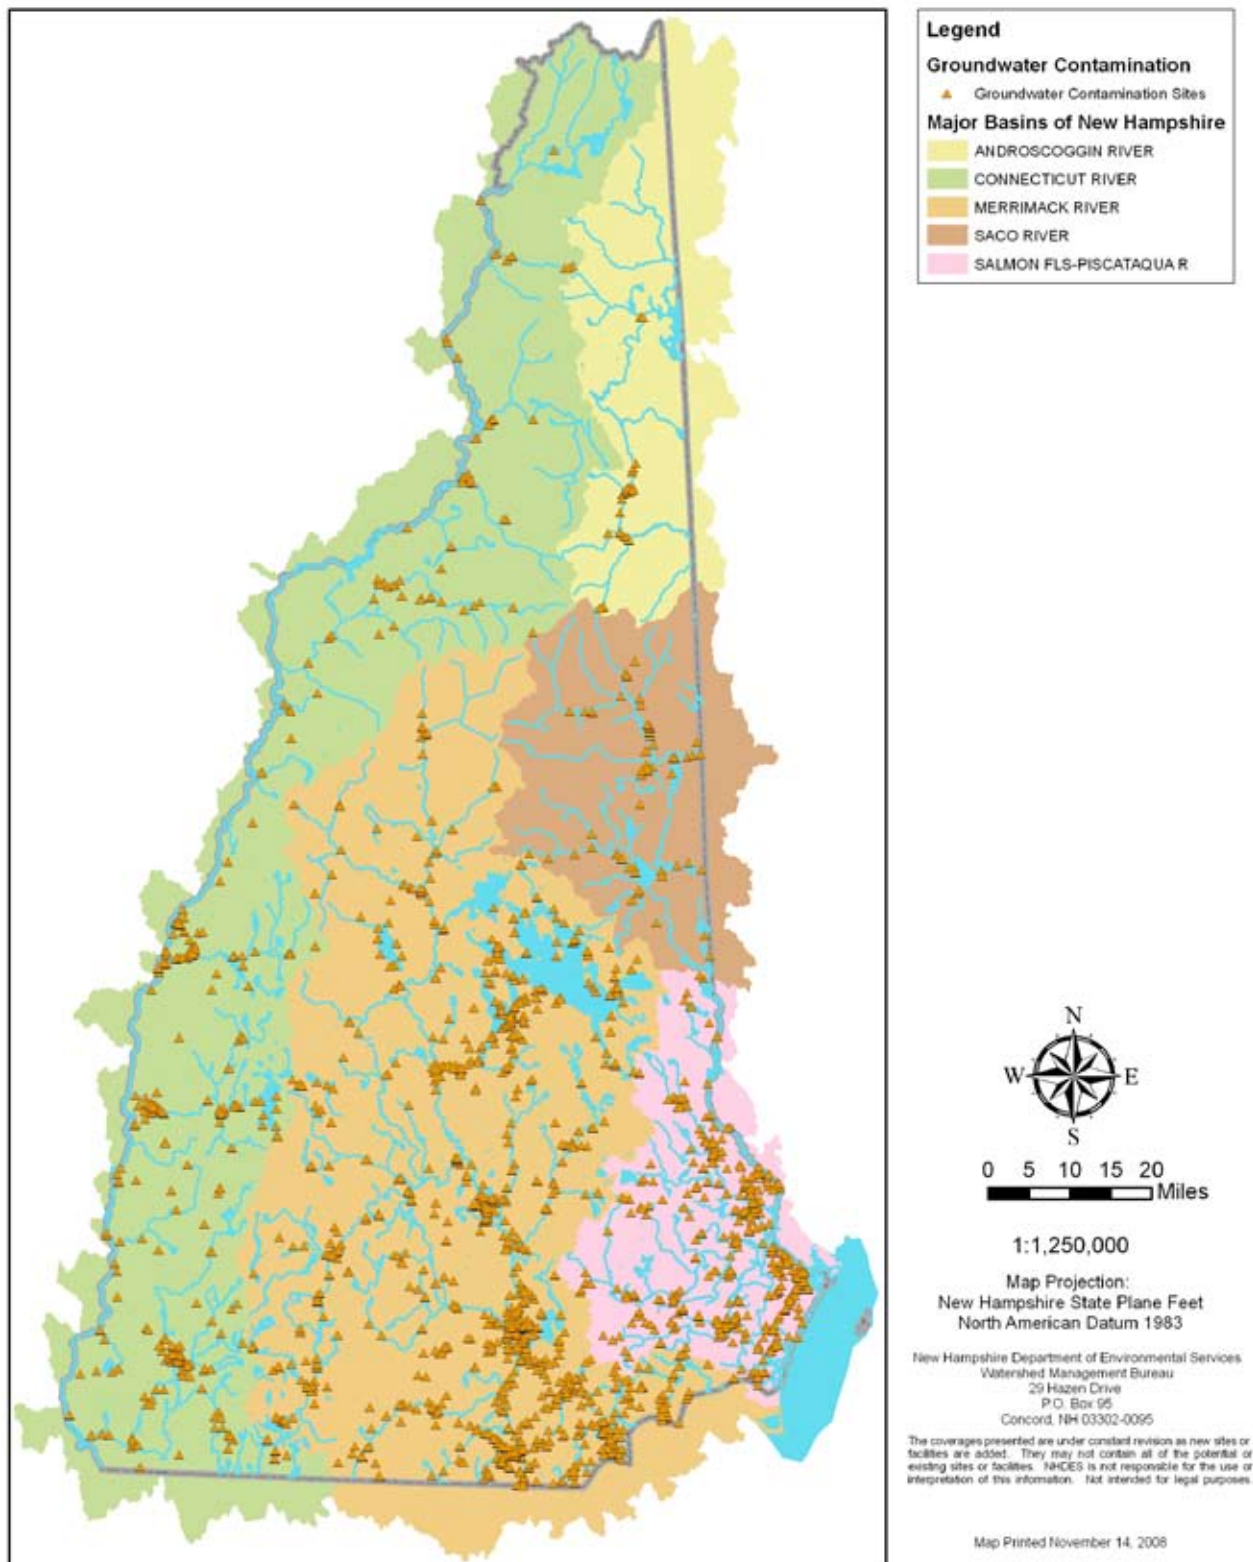 Legend
Groundwater Contamination
Groundwater Contamination Sites
Major Basins of New Hampshire
ANDROSCOGGIN RIVER
CONNECTICUT RIVER
MERRIMACK RIVER
SACO RIVER
SALMON FLS-PISCATAQUA R
N
W E
S
0 5 10 15 20
Miles
1:1,250,000
Map Projection:
New Hampshire State Plane Feet
North American Datum 1983
New Hampshire Department of Environmental Services
Watershed Management Bureau
29 Hazen Drive
P.O. Box 95
Concord, NH 03302-0095
The coverages presented are under constant revision as new sites or
facilities are added. They may not contain all of the potential or
existing sites or facilities. NHDES is not responsible for the use or
interpretation of this information. Not intended for legal purposes.
Map Printed November 14, 2008